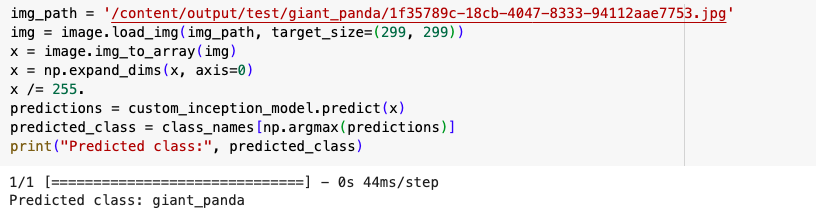 img_path = '/content/output/test/giant_panda/1f35789c-18cb-4047-8333-94112aae7753.jpg'
img = image.load_img(img_path, target_size=(299, 299))
x = image.img_to_array(img)
x = np.expand_dims(x, axis=0)
x /= 255.
predictions = custom_inception_model.predict(x)
predicted_class = class_names[np.argmax(predictions)]
print("Predicted class:", predicted_class)
1/1 [==============================] - 0s 44ms/step
Predicted class: giant_panda